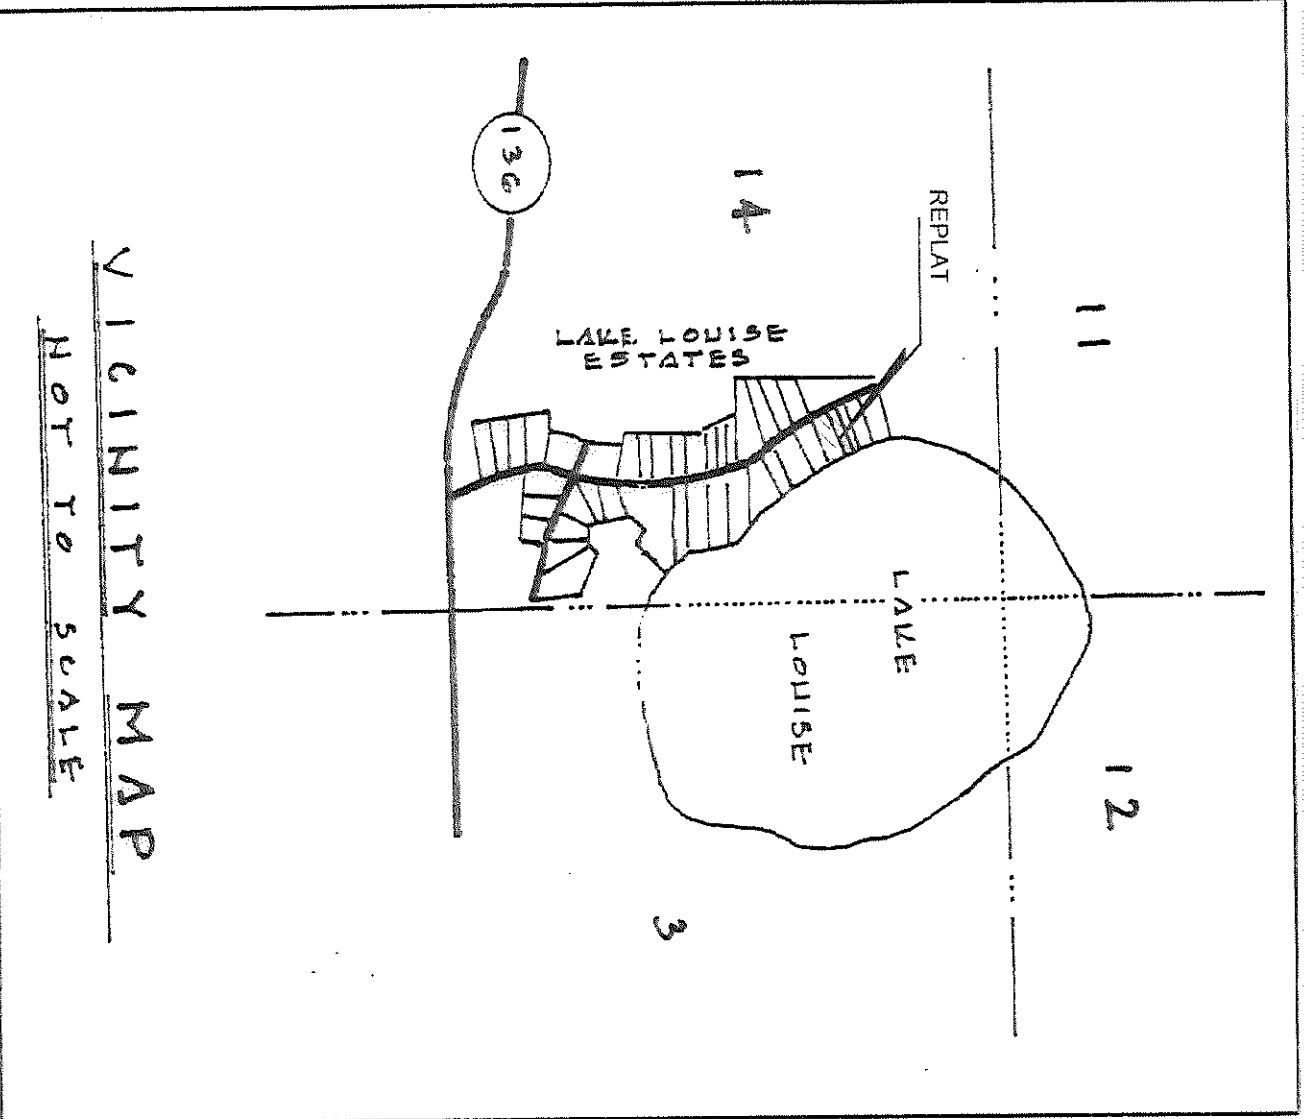 11
12
REPLAT
LAKE
LOUISE
14
3
LAKE LOUISE
ESTATES
136
VICINITY MAP
NOT TO SCALE